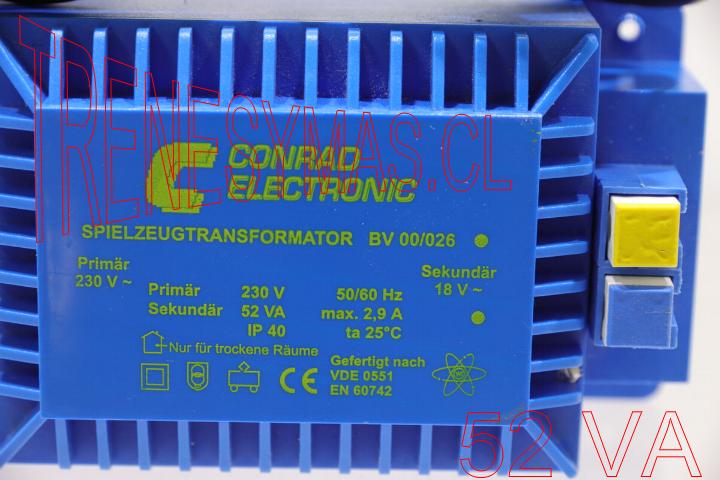 TRENESYMAS.CL
CONRAD
ELECTRONIC
SPIELZEUGTRANSFORMATOR BV 00/026
Primär
230 V ~
Sekundär
18 V ~
Primär 230 V 50/60 Hz
Sekundär 52 VA max. 2,9 A
IP 40 ta 25°C
Nur für trockene Räume
Gefertigt nach
VDE 0551
EN 60742
CE
52 VA